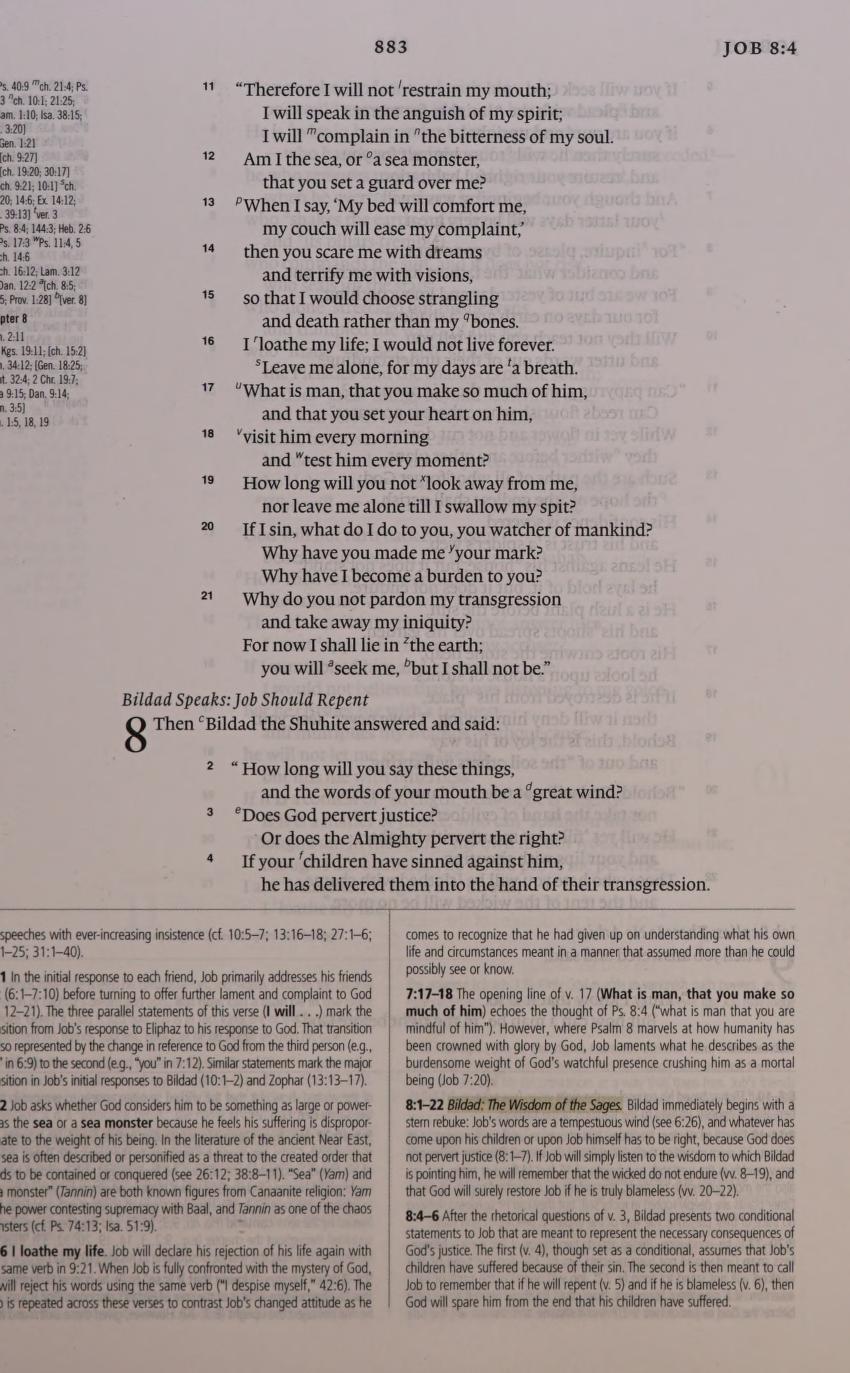 883
JOB 8:4
Ps. 40:9 mch. 21:4; Ps.
3 nch. 10:1; 21:25;
am. 1:10; Isa. 38:15;
. 3:20]
Gen. 1:21
[ch. 9:27]
[ch. 19:20; 30:17]
ch. 9:21; 10:1] sch.
20; 14:6; Ex. 14:12;
. 39:13] tver. 3
Ps. 8:4; 144:3; Heb. 2:6
Ps. 17:3 wPs. 11:4, 5
ch. 14:6
ch. 16:12; Lam. 3:12
Dan. 12:2 a[ch. 8:5;
5; Prov. 1:28] b[ver. 8]
pter 8
. 2:11
Kgs. 19:11; [ch. 15:2]
. 34:12; [Gen. 18:25;
t. 32:4; 2 Chr. 19:7;
a 9:15; Dan. 9:14;
n. 3:5]
. 1:5, 18, 19
11 “Therefore I will not lrestrain my mouth;
I will speak in the anguish of my spirit;
I will mcomplain in nthe bitterness of my soul.
12 Am I the sea, or oa sea monster,
that you set a guard over me?
13 pWhen I say, ‘My bed will comfort me,
my couch will ease my complaint,’
14 then you scare me with dreams
and terrify me with visions,
15 so that I would choose strangling
and death rather than my qbones.
16 I rloathe my life; I would not live forever.
sLeave me alone, for my days are ta breath.
17 uWhat is man, that you make so much of him,
and that you set your heart on him,
18 vvisit him every morning
and wtest him every moment?
19 How long will you not xlook away from me,
nor leave me alone till I swallow my spit?
20 If I sin, what do I do to you, you watcher of mankind?
Why have you made me yyour mark?
Why have I become a burden to you?
21 Why do you not pardon my transgression
and take away my iniquity?
For now I shall lie in zthe earth;
you will aseek me, bbut I shall not be.”
Bildad Speaks: Job Should Repent
8 Then cBildad the Shuhite answered and said:
2 “How long will you say these things,
and the words of your mouth be a dgreat wind?
3 eDoes God pervert justice?
Or does the Almighty pervert the right?
4 If your fchildren have sinned against him,
he has delivered them into the hand of their transgression.
speeches with ever-increasing insistence (cf. 10:5–7; 13:16–18; 27:1–6;
1–25; 31:1–40).
1 In the initial response to each friend, Job primarily addresses his friends
(6:1–7:10) before turning to offer further lament and complaint to God
12–21). The three parallel statements of this verse (I will . . .) mark the
sition from Job’s response to Eliphaz to his response to God. That transition
so represented by the change in reference to God from the third person (e.g.,
” in 6:9) to the second (e.g., “you” in 7:12). Similar statements mark the major
sition in Job’s initial responses to Bildad (10:1–2) and Zophar (13:13–17).
2 Job asks whether God considers him to be something as large or power-
as the sea or a sea monster because he feels his suffering is dispropor-
ate to the weight of his being. In the literature of the ancient Near East,
sea is often described or personified as a threat to the created order that
ds to be contained or conquered (see 26:12; 38:8–11). “Sea” (Yam) and
a monster” (Tannin) are both known figures from Canaanite religion: Yam
he power contesting supremacy with Baal, and Tannin as one of the chaos
nsters (cf. Ps. 74:13; Isa. 51:9).
6 I loathe my life. Job will declare his rejection of his life again with
same verb in 9:21. When Job is fully confronted with the mystery of God,
will reject his words using the same verb (“I despise myself,” 42:6). The
is repeated across these verses to contrast Job’s changed attitude as he
comes to recognize that he had given up on understanding what his own
life and circumstances meant in a manner that assumed more than he could
possibly see or know.
7:17–18 The opening line of v. 17 (What is man, that you make so
much of him) echoes the thought of Ps. 8:4 (“what is man that you are
mindful of him”). However, where Psalm 8 marvels at how humanity has
been crowned with glory by God, Job laments what he describes as the
burdensome weight of God’s watchful presence crushing him as a mortal
being (Job 7:20).
8:1–22 Bildad: The Wisdom of the Sages. Bildad immediately begins with a
stern rebuke: Job’s words are a tempestuous wind (see 6:26), and whatever has
come upon his children or upon Job himself has to be right, because God does
not pervert justice (8:1–7). If Job will simply listen to the wisdom to which Bildad
is pointing him, he will remember that the wicked do not endure (vv. 8–19), and
that God will surely restore Job if he is truly blameless (vv. 20–22).
8:4–6 After the rhetorical questions of v. 3, Bildad presents two conditional
statements to Job that are meant to represent the necessary consequences of
God’s justice. The first (v. 4), though set as a conditional, assumes that Job’s
children have suffered because of their sin. The second is then meant to call
Job to remember that if he will repent (v. 5) and if he is blameless (v. 6), then
God will spare him from the end that his children have suffered.